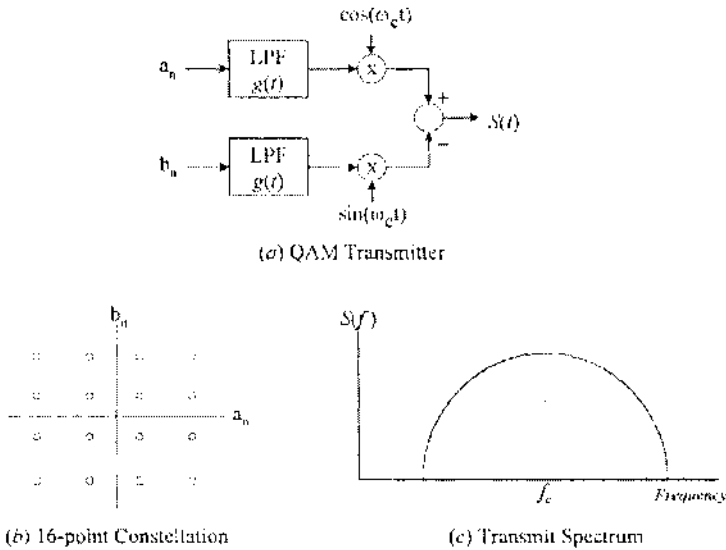 cos(ω_c t)
a_n
LPF
g(t)
x
+
S(t)
b_n
LPF
g(t)
x
−
sin(ω_c t)
(a) QAM Transmitter
b_n
a_n
(b) 16-point Constellation
S(f)
f_c
Frequency
(c) Transmit Spectrum